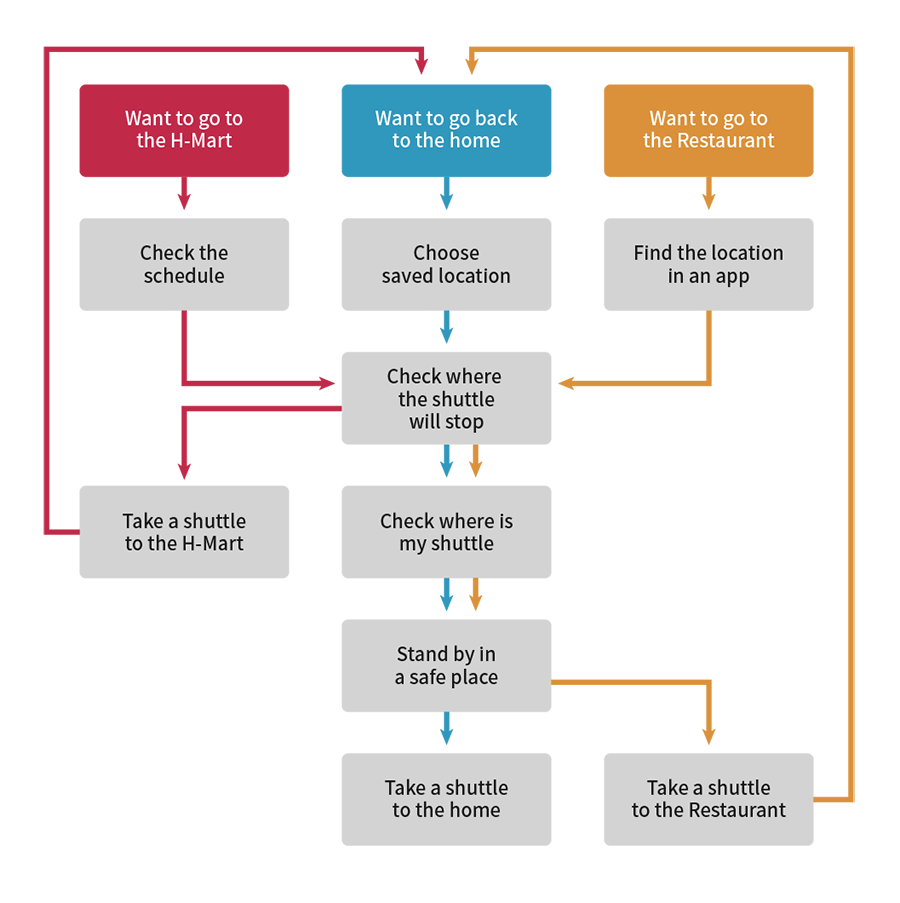 Want to go to
the H-Mart
Want to go back
to the home
Want to go to
the Restaurant
Check the
schedule
Choose
saved location
Find the location
in an app
Check where
the shuttle
will stop
Take a shuttle
to the H-Mart
Check where is
my shuttle
Stand by in
a safe place
Take a shuttle
to the home
Take a shuttle
to the Restaurant